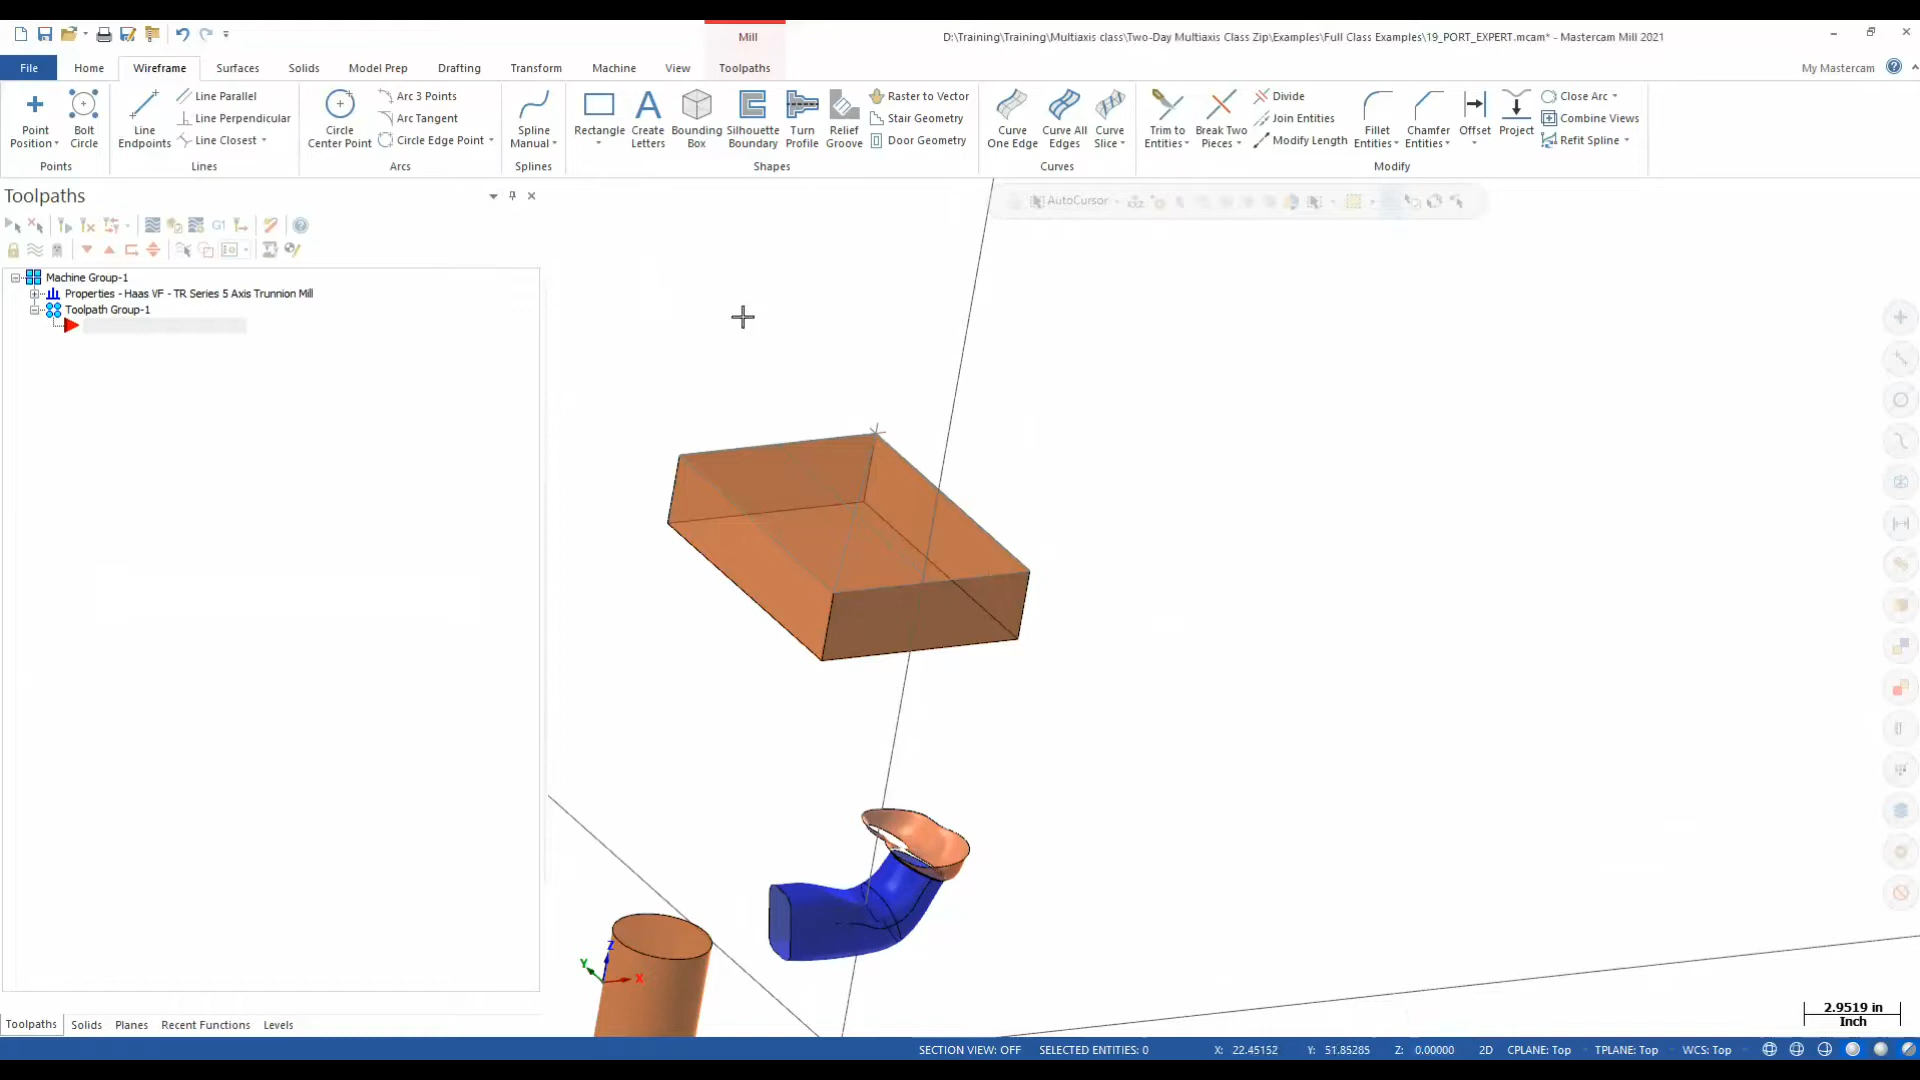 Mill
D:\Training\Training\Multiaxis class\Two-Day Multiaxis Class Zip\Examples\Full Class Examples\19_PORT_EXPERT.mcam* - Mastercam Mill 2021
File Home Wireframe Surfaces Solids Model Prep Drafting Transform Machine View Toolpaths My Mastercam
Point Position
Bolt Circle
Points
Line Endpoints
Line Parallel
Line Perpendicular
Line Closest
Lines
Circle Center Point
Arc 3 Points
Arc Tangent
Circle Edge Point
Arcs
Spline Manual
Splines
Rectangle
Create Letters
Bounding Box
Silhouette Boundary
Turn Profile
Relief Groove
Raster to Vector
Stair Geometry
Door Geometry
Shapes
Curve One Edge
Curve All Edges
Curve Slice
Curves
Trim to Entities
Break Two Pieces
Divide
Join Entities
Modify Length
Fillet Entities
Chamfer Entities
Offset
Project
Close Arc
Combine Views
Refit Spline
Modify
Toolpaths
AutoCursor
G1
Machine Group-1
Properties - Haas VF - TR Series 5 Axis Trunnion Mill
Toolpath Group-1
Z
Y
X
2.9519 in
Inch
Toolpaths Solids Planes Recent Functions Levels
SECTION VIEW: OFF SELECTED ENTITIES: 0 X: 22.45152 Y: 51.85285 Z: 0.00000 2D CPLANE: Top TPLANE: Top WCS: Top